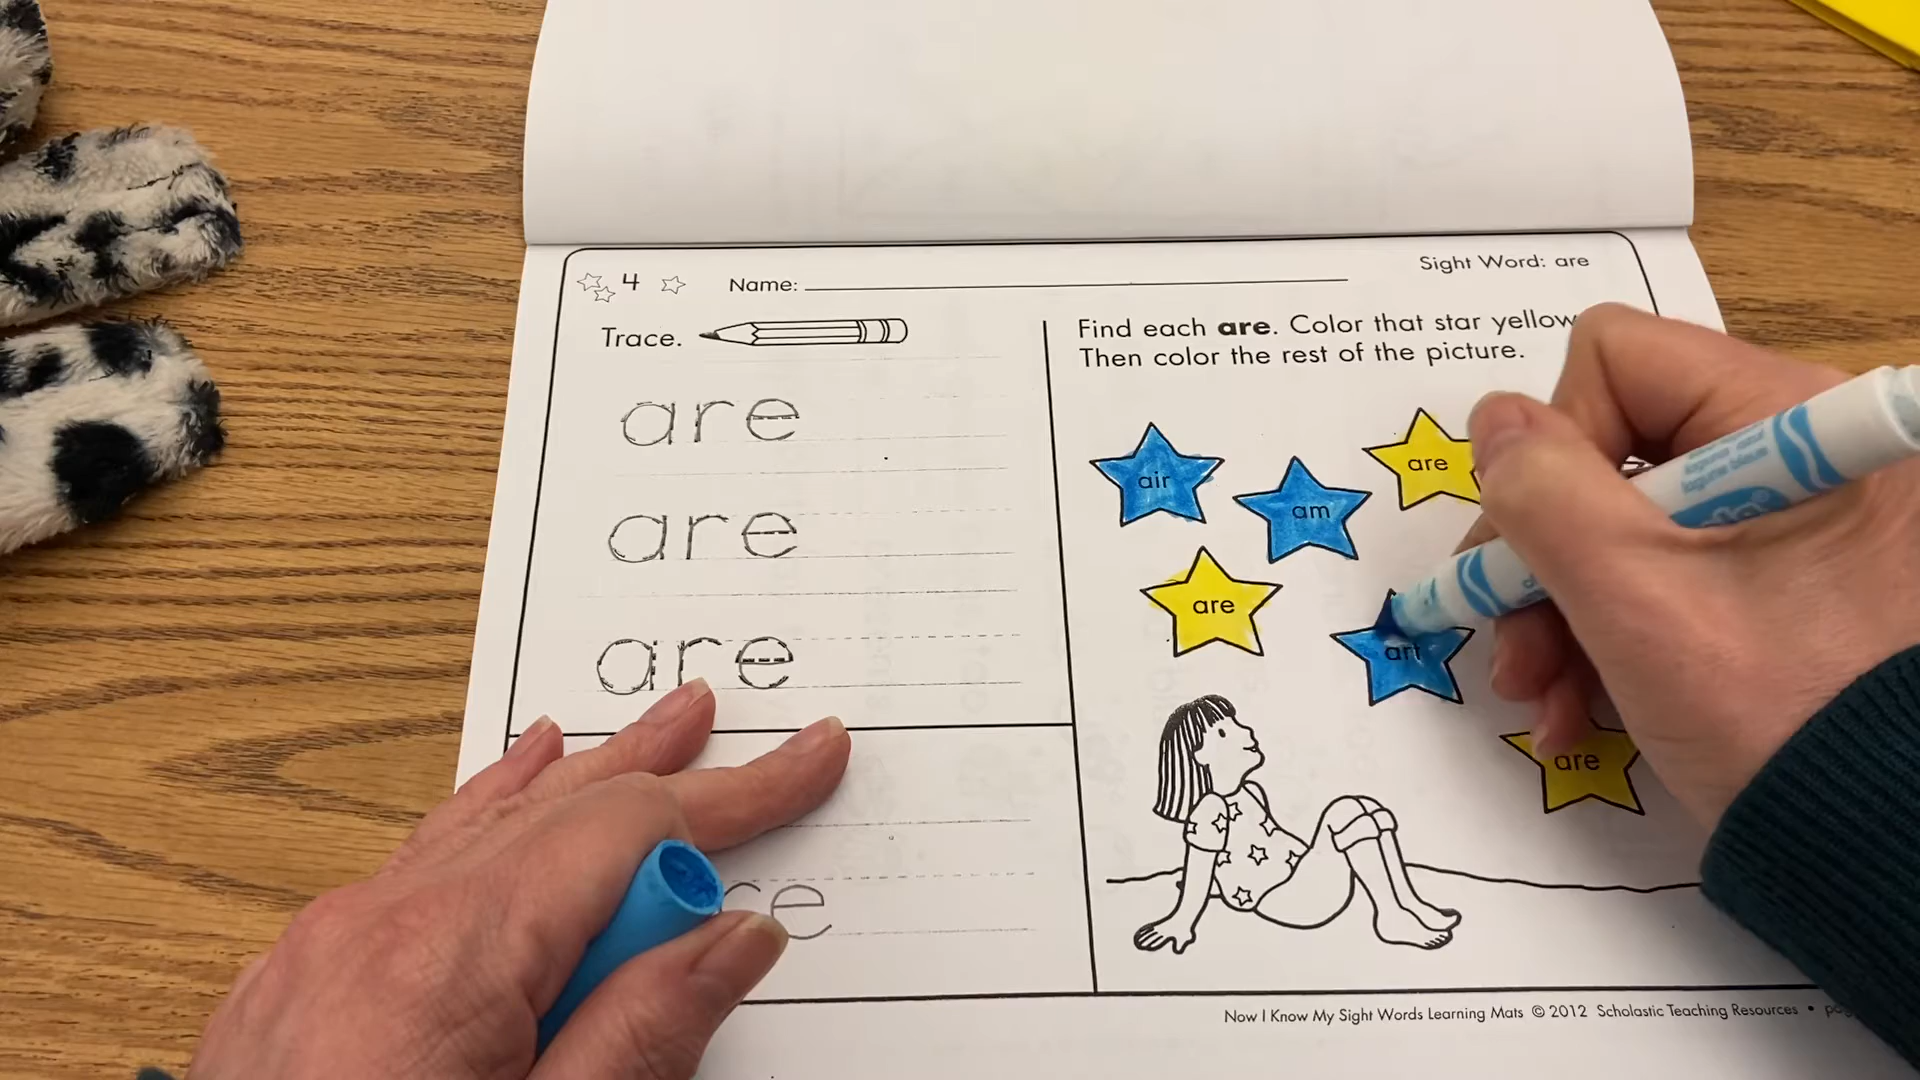 4
Name:
Sight Word: are
Trace.
are
are
are
Find each are. Color that star yellow
Then color the rest of the picture.
air
am
are
are
art
are
re
Now I Know My Sight Words Learning Mats © 2012 Scholastic Teaching Resources •